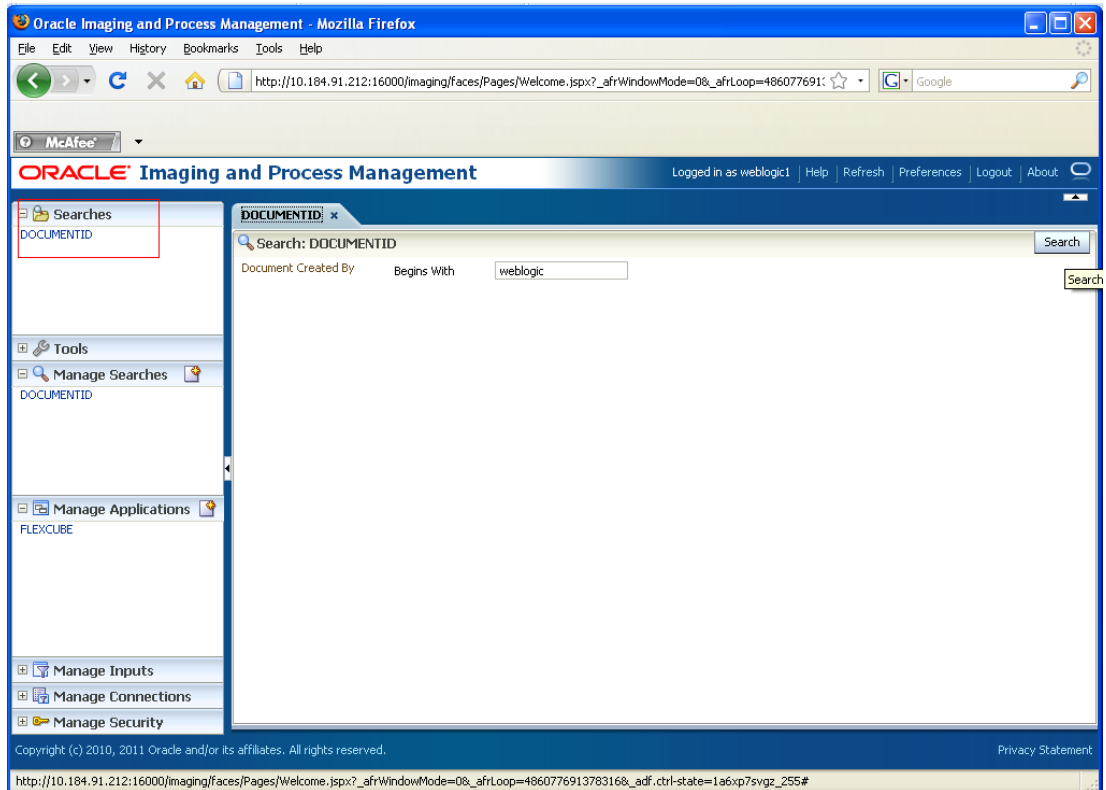 Oracle Imaging and Process Management - Mozilla Firefox
File Edit View History Bookmarks Tools Help
http://10.184.91.212:16000/imaging/faces/Pages/Welcome.jspx?_afrWindowMode=0&_afrLoop=486077691:
Google
McAfee
ORACLE Imaging and Process Management
Logged in as weblogic1 | Help | Refresh | Preferences | Logout | About
Searches
DOCUMENTID
DOCUMENTID ×
Search: DOCUMENTID
Search
Document Created By Begins With weblogic
Search
Tools
Manage Searches
DOCUMENTID
Manage Applications
FLEXCUBE
Manage Inputs
Manage Connections
Manage Security
Copyright (c) 2010, 2011 Oracle and/or its affiliates. All rights reserved.
Privacy Statement
http://10.184.91.212:16000/imaging/faces/Pages/Welcome.jspx?_afrWindowMode=0&_afrLoop=486077691378316&_adf.ctrl-state=1a6xp7svgz_255#